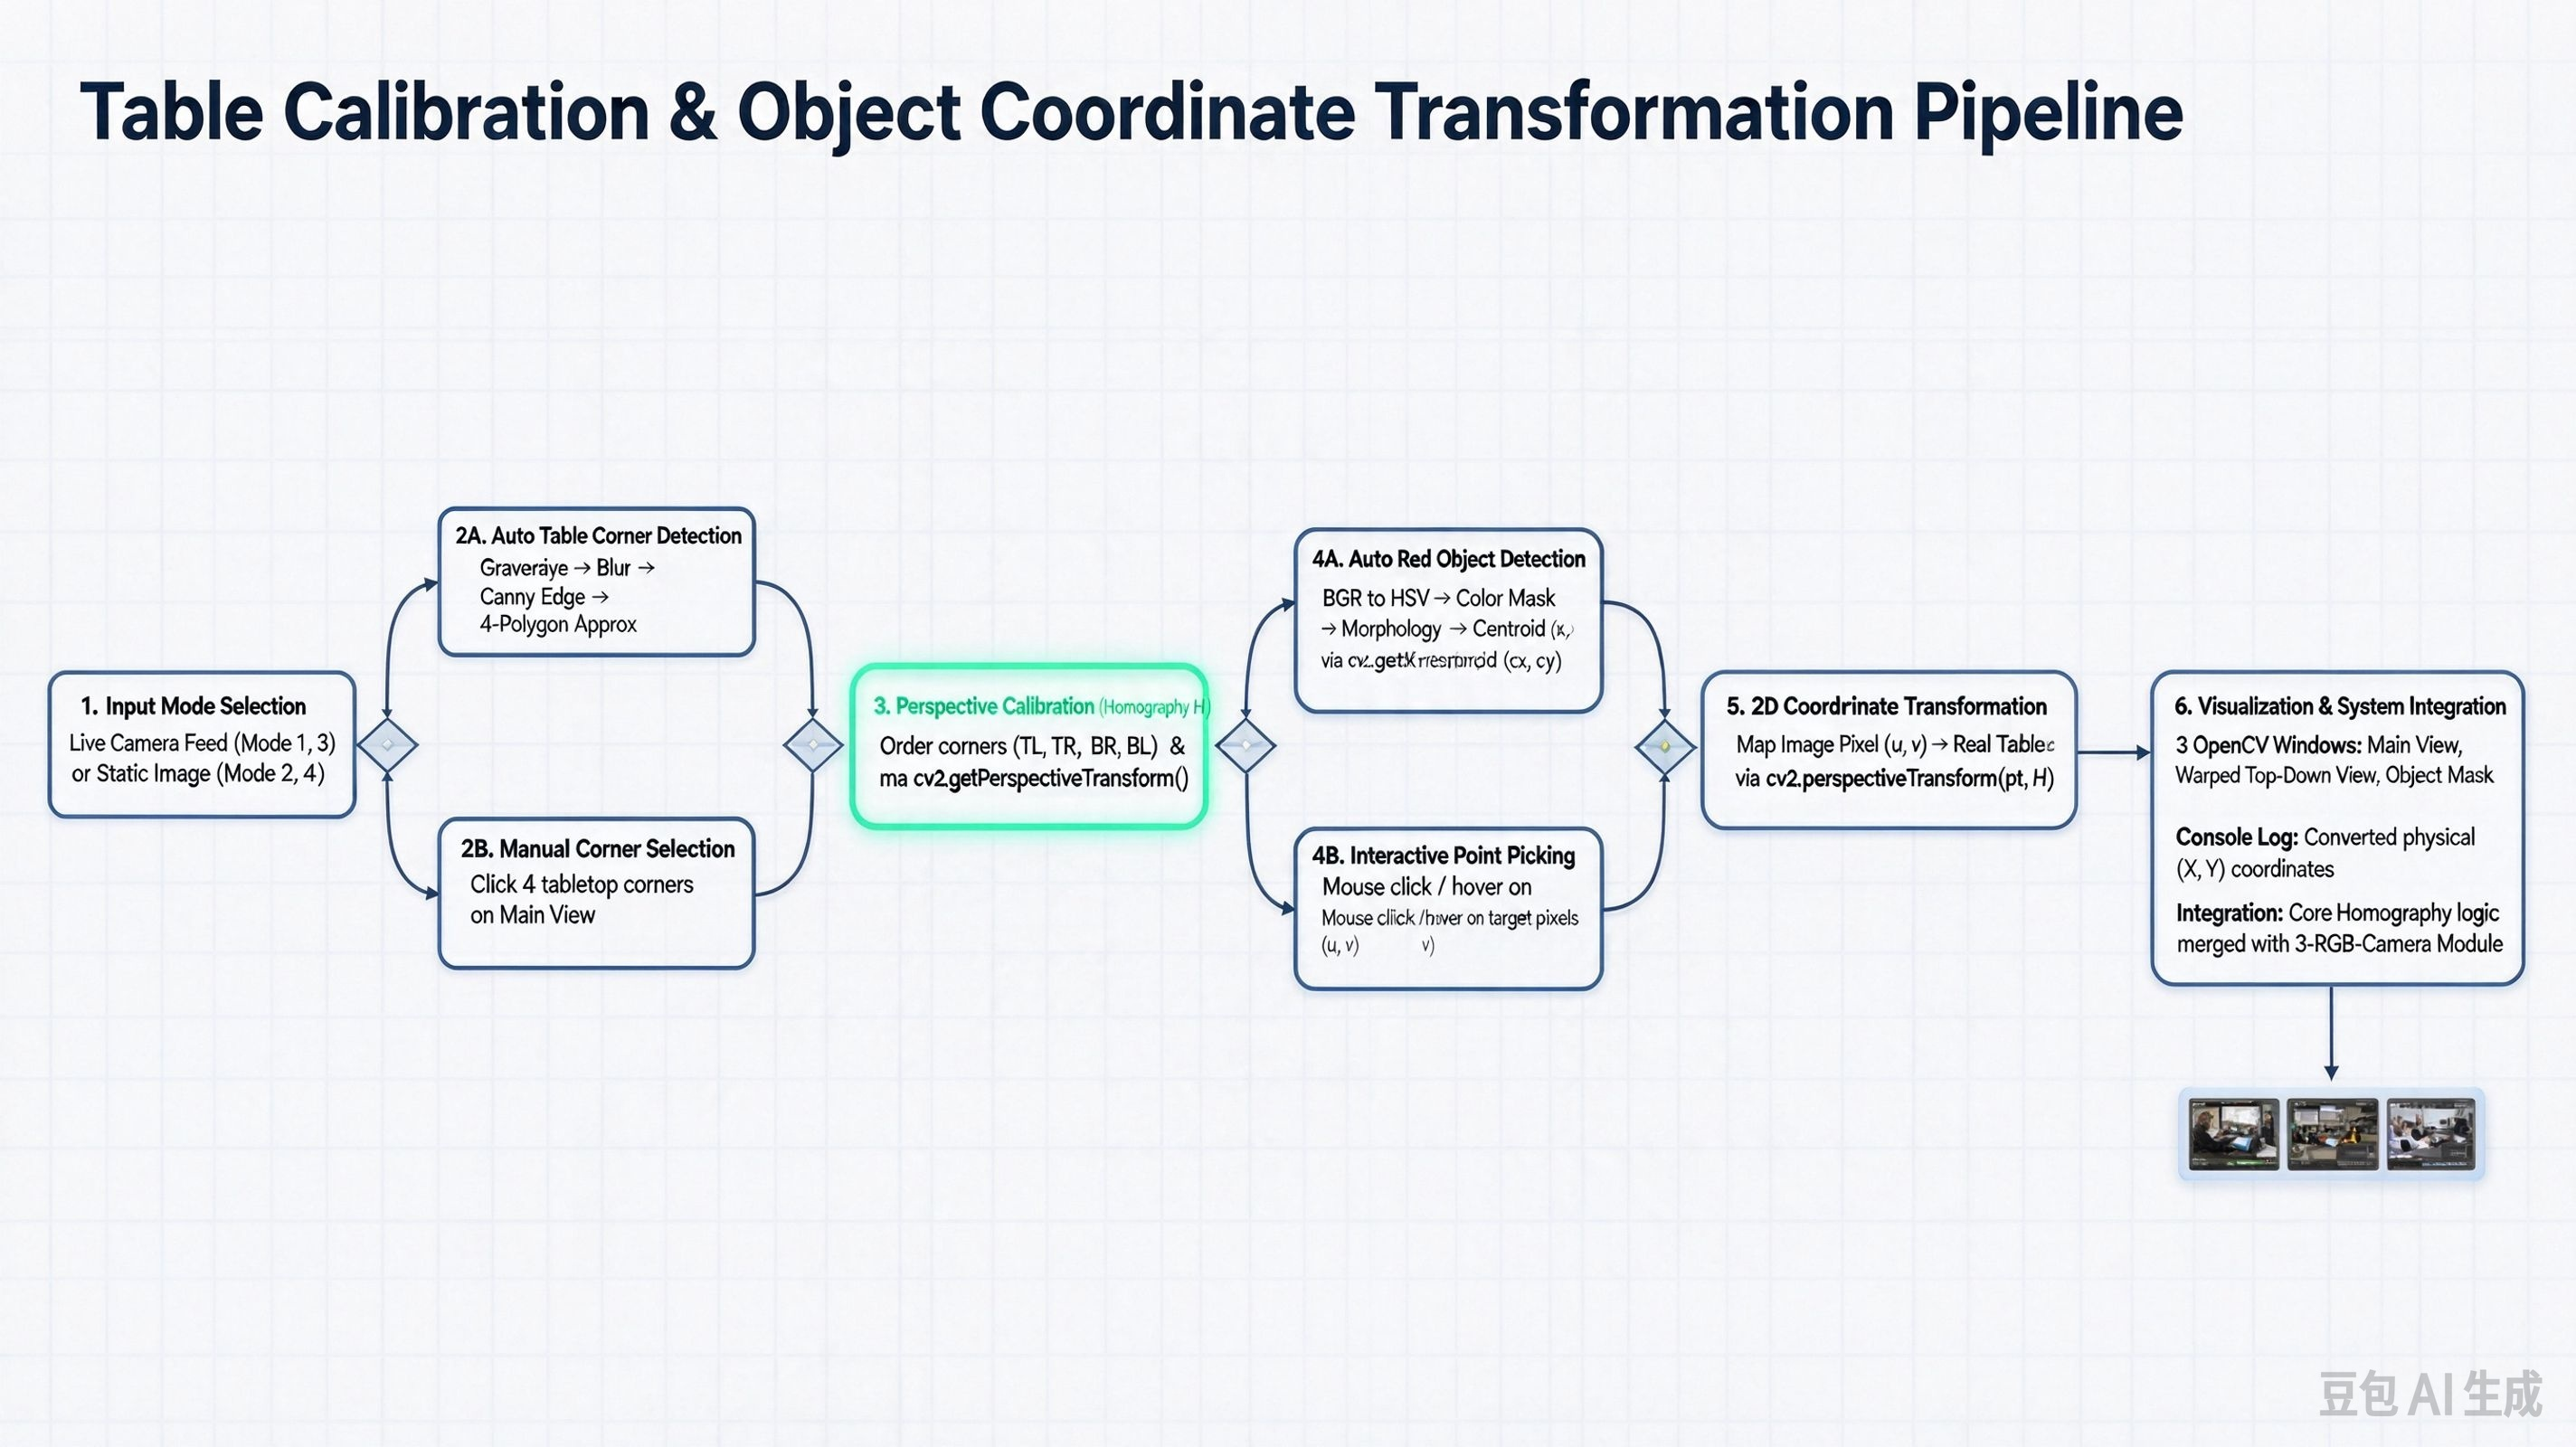 Table Calibration & Object Coordinate Transformation Pipeline
1. Input Mode Selection
Live Camera Feed (Mode 1, 3)
or Static Image (Mode 2, 4)
2A. Auto Table Corner Detection
Graveräye → Blur →
Canny Edge →
4-Polygon Approx
2B. Manual Corner Selection
Click 4 tabletop corners
on Main View
3. Perspective Calibration (Homography H)
Order corners (TL, TR, BR, BL) &
ma cv2.getPerspectiveTransform()
4A. Auto Red Object Detection
BGR to HSV → Color Mask
→ Morphology → Centroid (x,
via (cx, cy)
4B. Interactive Point Picking
Mouse click / hover on
Mouse cliick /hover on target pixels
(u, v) v)
5. 2D Coordrinate Transformation
Map Image Pixel (u, v) → Real Table
via cv2.perspectiveTransform(pt, H)
6. Visualization & System Integration
3 OpenCV Windows: Main View,
Warped Top-Down View, Object Mask
Console Log: Converted physical
(X, Y) coordinates
Integration: Core Homography logic
merged with 3-RGB-Camera Module
豆包 AI 生成